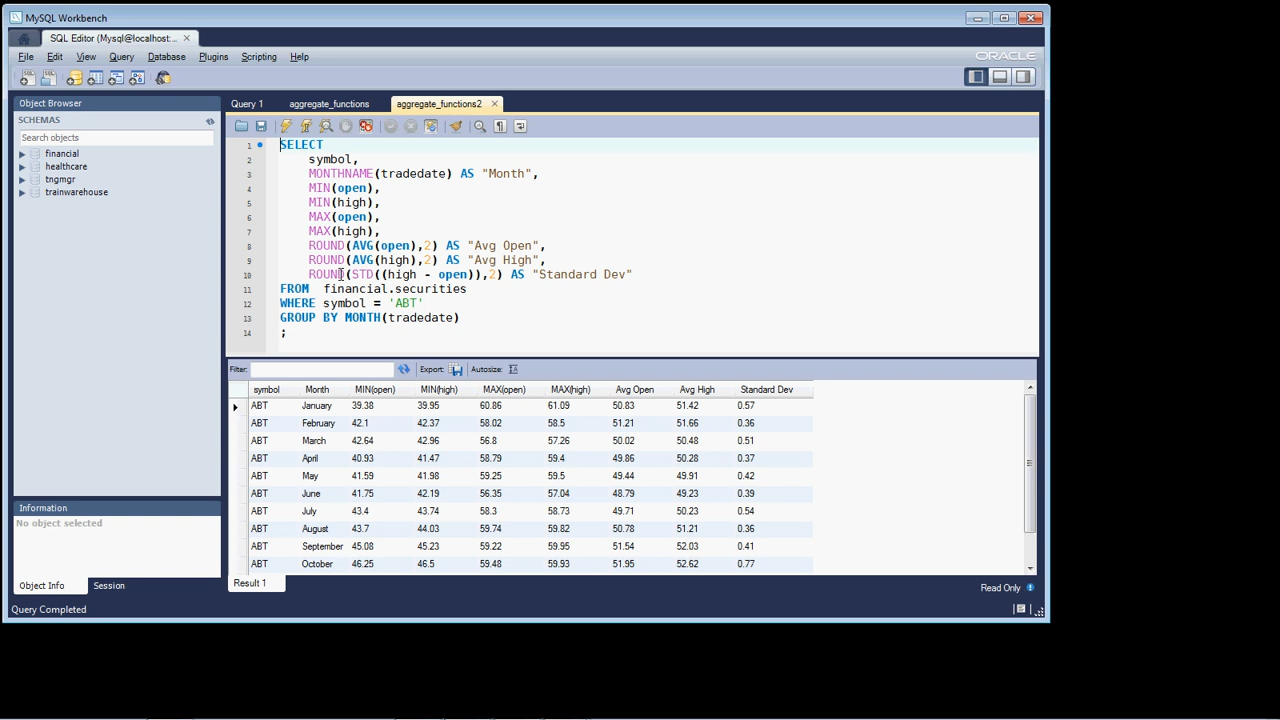 MySQL Workbench
SQL Editor (Mysql@localhost:...
File Edit View Query Database Plugins Scripting Help
ORACLE
Object Browser
SCHEMAS
Search objects
financial
healthcare
tngmgr
trainwarehouse
Information
No object selected
Object Info Session
Query Completed
Query 1 aggregate_functions aggregate_functions2
1 SELECT
2 symbol,
3 MONTHNAME(tradedate) AS "Month",
4 MIN(open),
5 MIN(high),
6 MAX(open),
7 MAX(high),
8 ROUND(AVG(open),2) AS "Avg Open",
9 ROUND(AVG(high),2) AS "Avg High",
10 ROUND(STD((high - open)),2) AS "Standard Dev"
11 FROM financial.securities
12 WHERE symbol = 'ABT'
13 GROUP BY MONTH(tradedate)
14 ;
Filter: Export: Autosize:
symbol Month MIN(open) MIN(high) MAX(open) MAX(high) Avg Open Avg High Standard Dev
ABT January 39.38 39.95 60.86 61.09 50.83 51.42 0.57
ABT February 42.1 42.37 58.02 58.5 51.21 51.66 0.36
ABT March 42.64 42.96 56.8 57.26 50.02 50.48 0.51
ABT April 40.93 41.47 58.79 59.4 49.86 50.28 0.37
ABT May 41.59 41.98 59.25 59.5 49.44 49.91 0.42
ABT June 41.75 42.19 56.35 57.04 48.79 49.23 0.39
ABT July 43.4 43.74 58.3 58.73 49.71 50.23 0.54
ABT August 43.7 44.03 59.74 59.82 50.78 51.21 0.36
ABT September 45.08 45.23 59.22 59.95 51.54 52.03 0.41
ABT October 46.25 46.5 59.48 59.93 51.95 52.62 0.77
Result 1
Read Only